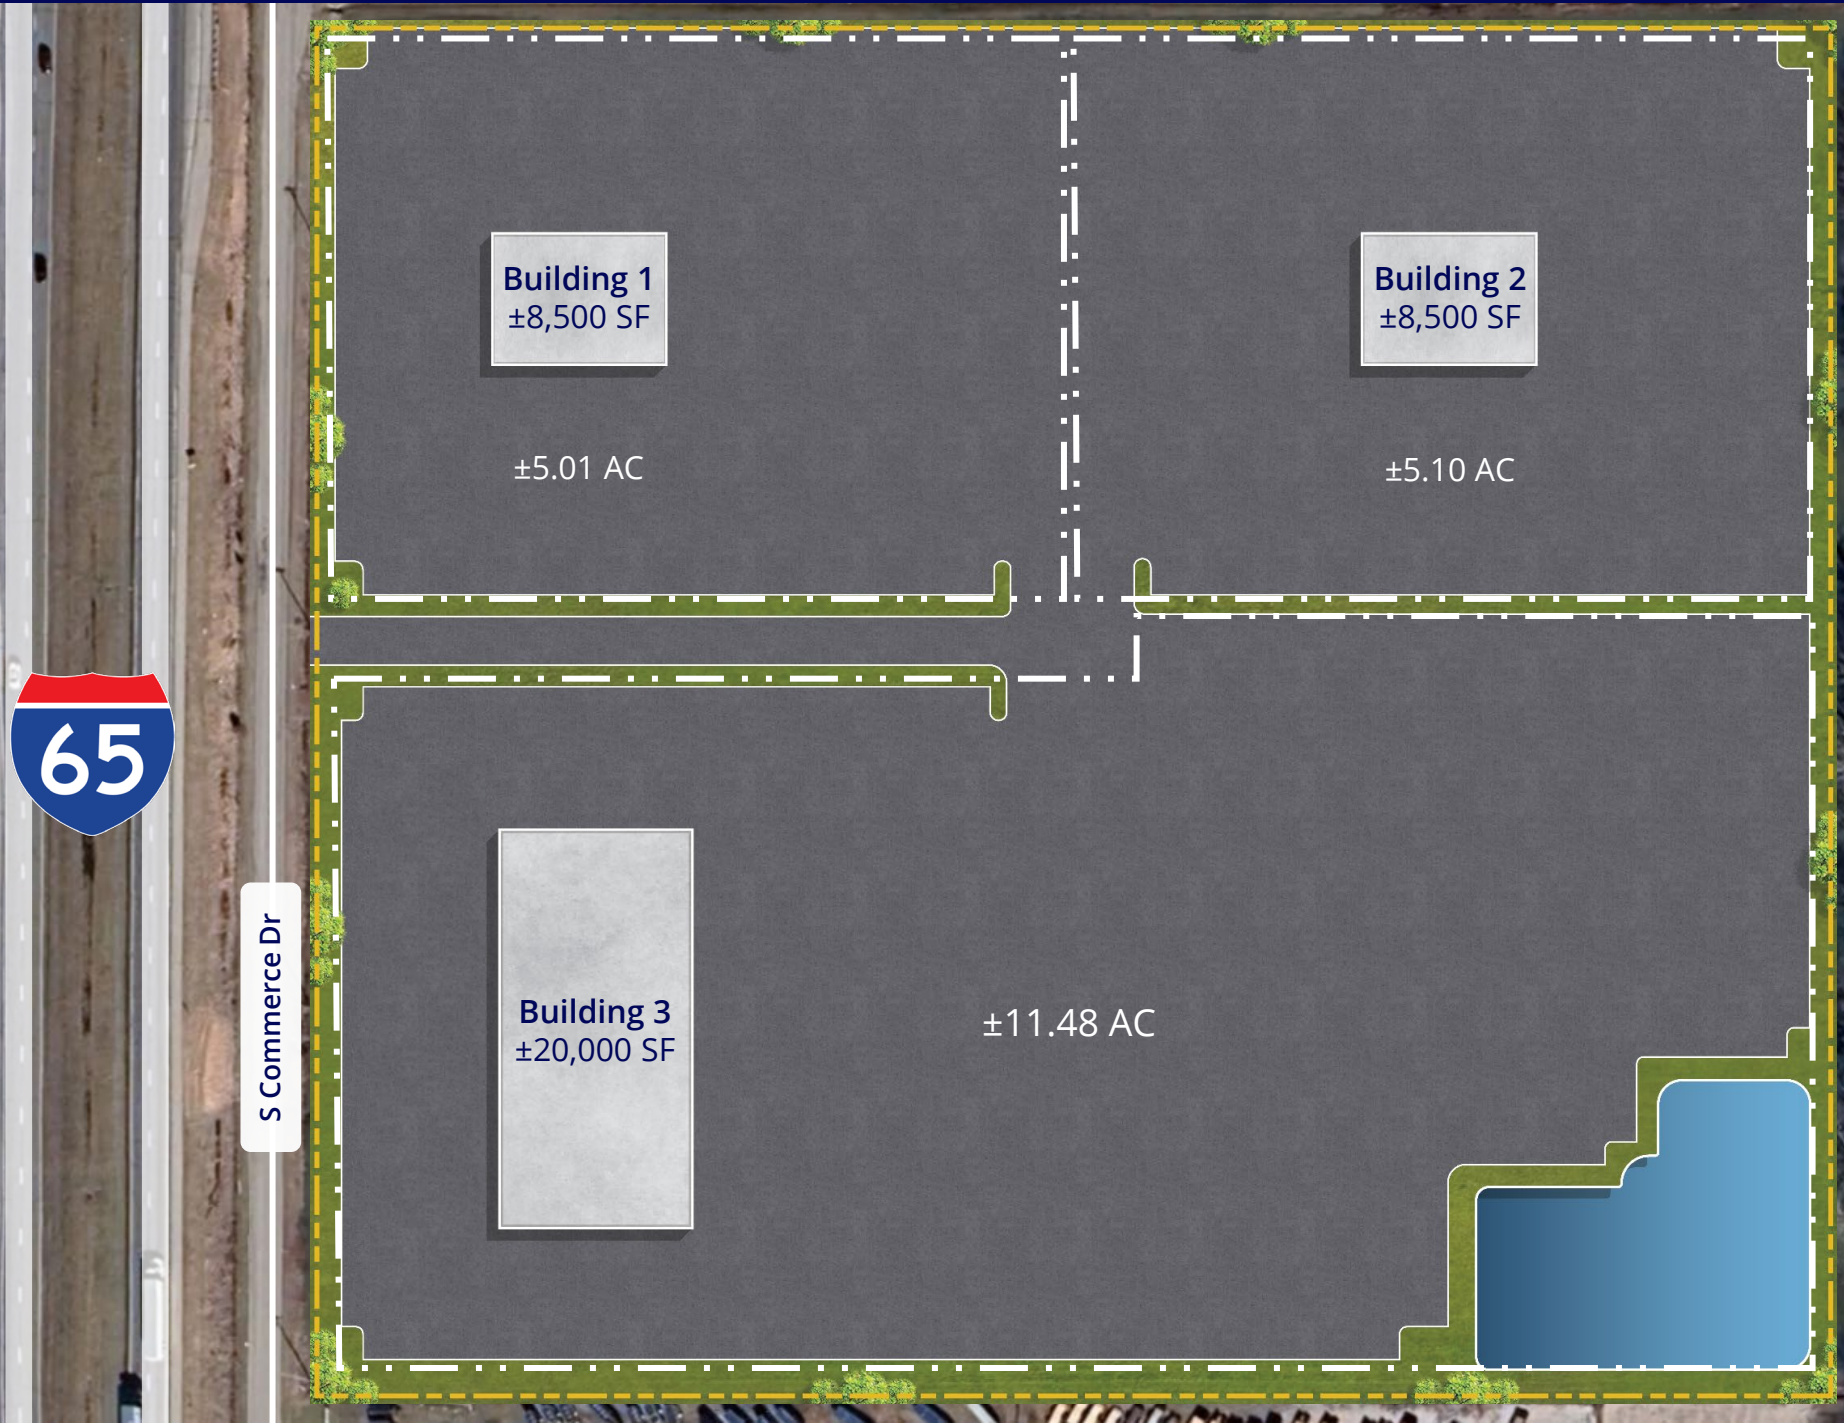 Building 1
±8,500 SF
Building 2
±8,500 SF
±5.01 AC
±5.10 AC
65
S Commerce Dr
Building 3
±20,000 SF
±11.48 AC